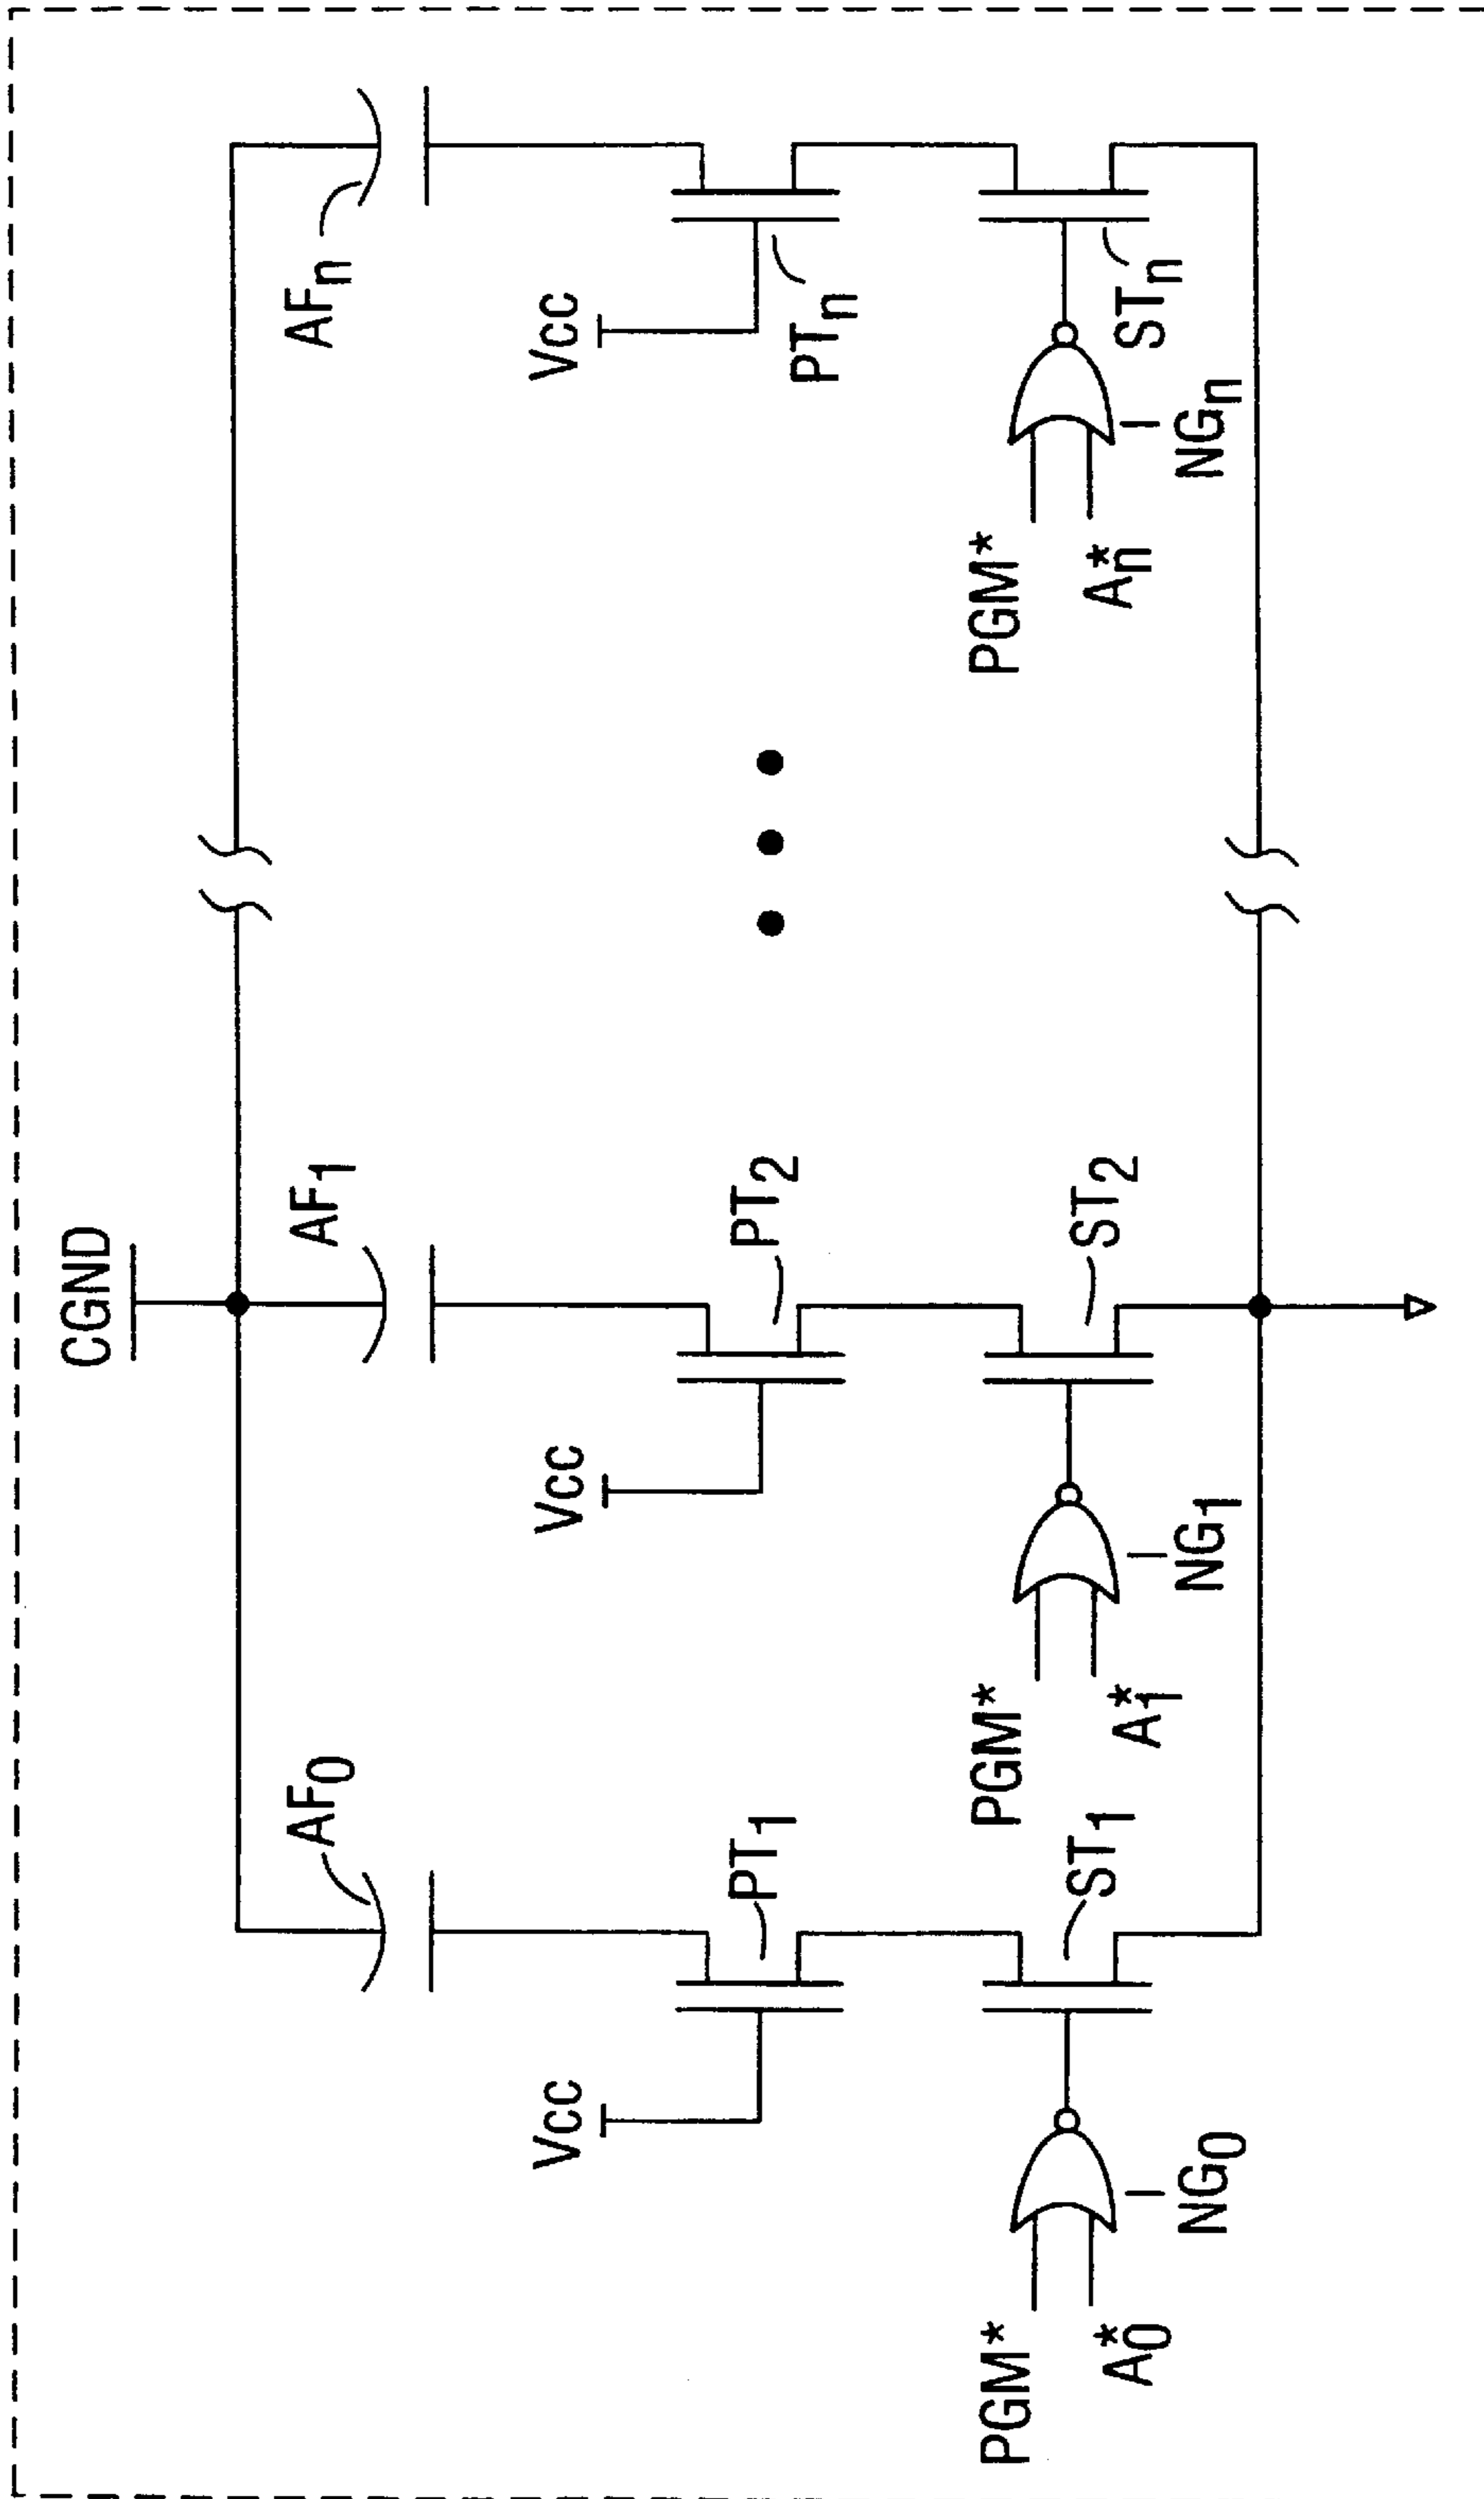 CGND
AF0
AF1
AFn
Vcc
Vcc
Vcc
PT1
PT2
PTn
PGM*
A0*
NG0
ST1
PGM*
A1*
NG1
ST2
PGM*
An*
NGn
STn